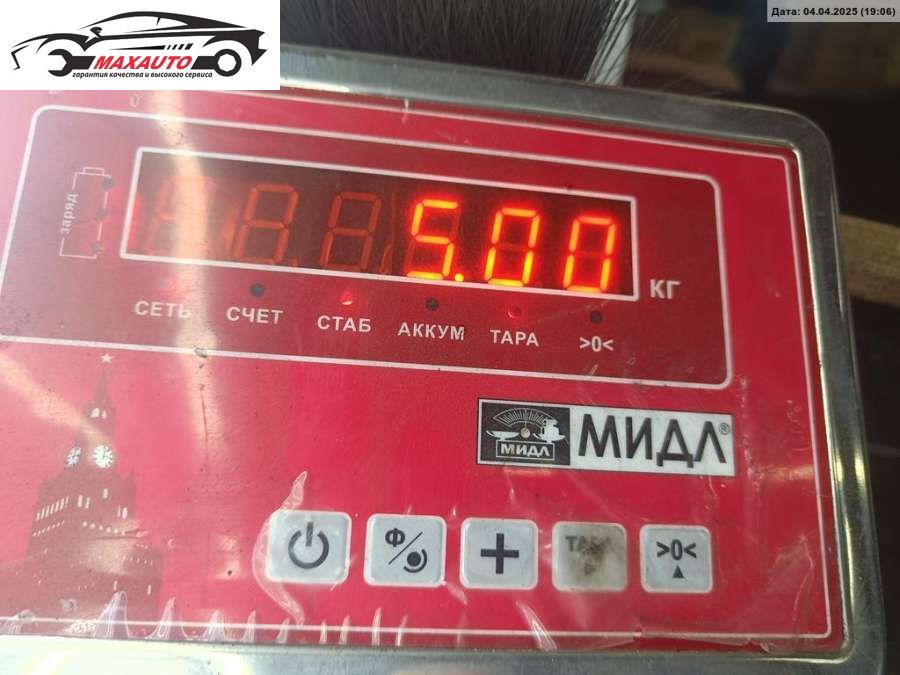 MAXAUTO
гарантия качества и высокого сервиса
Дата: 04.04.2025 (19:06)
заряд
5.00
КГ
СЕТЬ СЧЕТ СТАБ АККУМ ТАРА >0<
МИДЛ МИДЛ®
Ф + ТАРА >0<